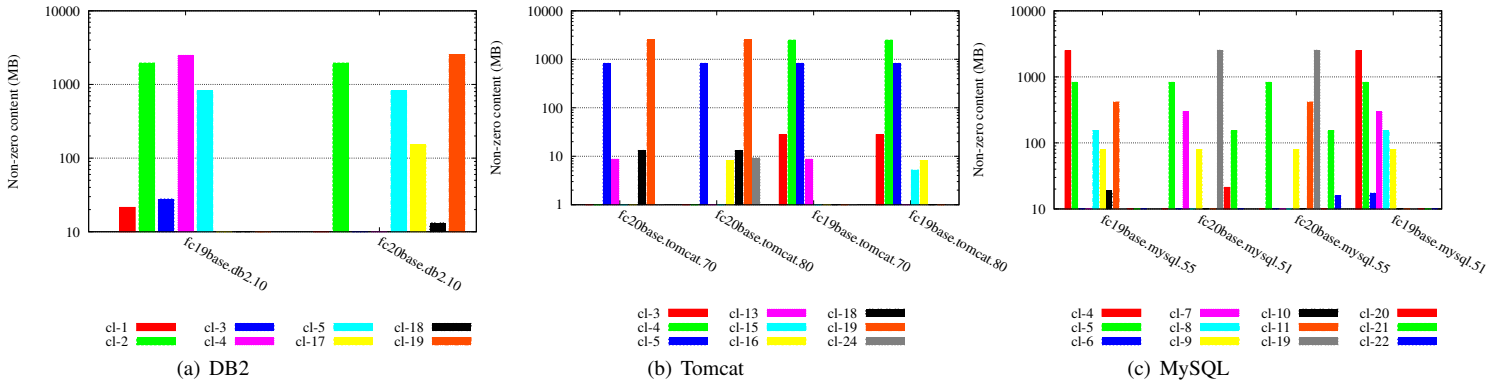 10000
1000
100
10
Non-zero content (MB)
fc19base.db2.10
fc20base.db2.10
cl-1
cl-2
cl-3
cl-4
cl-5
cl-17
cl-18
cl-19
(a) DB2
10000
1000
100
10
1
Non-zero content (MB)
fc20base.tomcat.70
fc20base.tomcat.80
fc19base.tomcat.70
fc19base.tomcat.80
cl-3
cl-4
cl-5
cl-13
cl-15
cl-16
cl-18
cl-19
cl-24
(b) Tomcat
10000
1000
100
10
Non-zero content (MB)
fc19base.mysql.55
fc20base.mysql.51
fc20base.mysql.55
fc19base.mysql.51
cl-4
cl-5
cl-6
cl-7
cl-8
cl-9
cl-10
cl-11
cl-19
cl-20
cl-21
cl-22
(c) MySQL